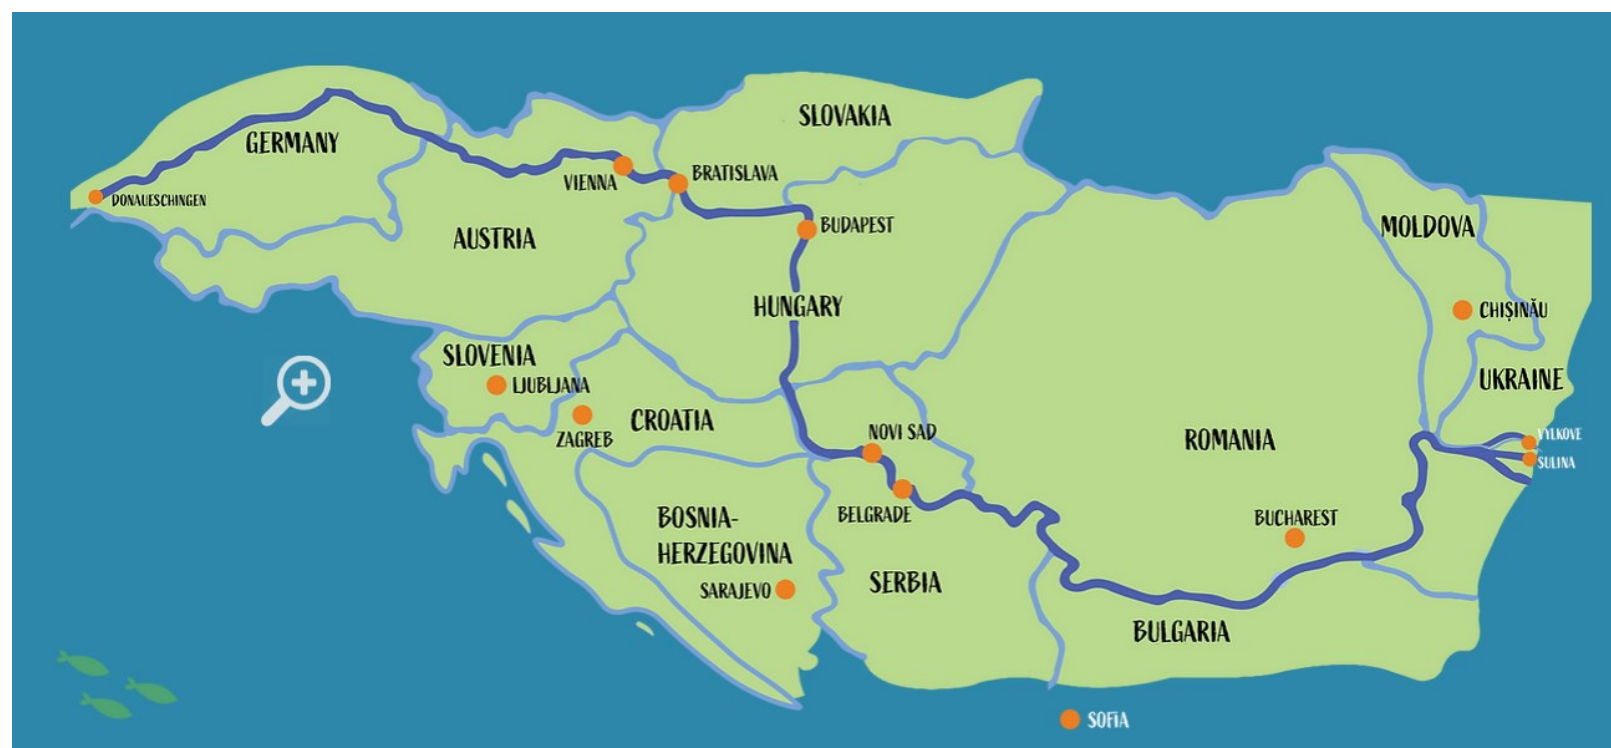 SLOVAKIA
GERMANY
BRATISLAVA
VIENNA
DONAUESCHINGEN
BUDAPEST
MOLDOVA
AUSTRIA
HUNGARY
CHIȘINĂU
SLOVENIA
LJUBLJANA
UKRAINE
CROATIA
ZAGREB
NOVI SAD
ROMANIA
VYLKOVE
SULINA
BELGRADE
BUCHAREST
BOSNIA-
HERZEGOVINA
SARAJEVO
SERBIA
BULGARIA
SOFIA